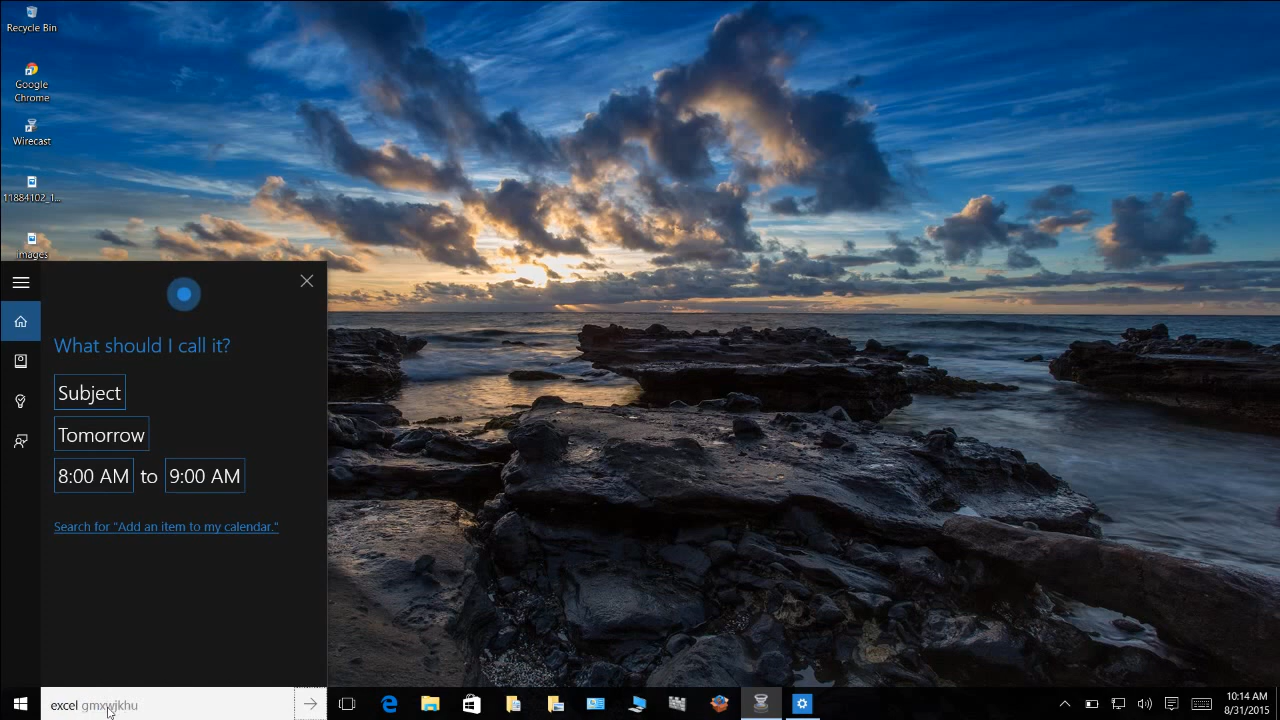 Recycle Bin
Google
Chrome
Wirecast
11884102_1...
images
What should I call it?
Subject
Tomorrow
8:00 AM to 9:00 AM
Search for "Add an item to my calendar."
excel gmxwjkhu
10:14 AM
8/31/2015